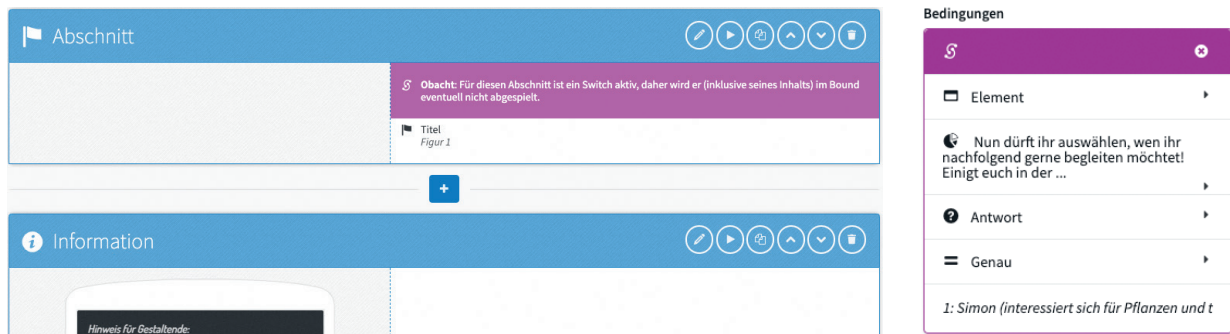 Abschnitt
Obacht: Für diesen Abschnitt ist ein Switch aktiv, daher wird er (inklusive seines Inhalts) im Bound
eventuell nicht abgespielt.
Titel
Figur 1
Information
Hinweis für Gestaltende:
Bedingungen
Element
Nun dürft ihr auswählen, wen ihr
nachfolgend gerne begleiten möchtet!
Einigt euch in der ...
Antwort
Genau
1: Simon (interessiert sich für Pflanzen und t